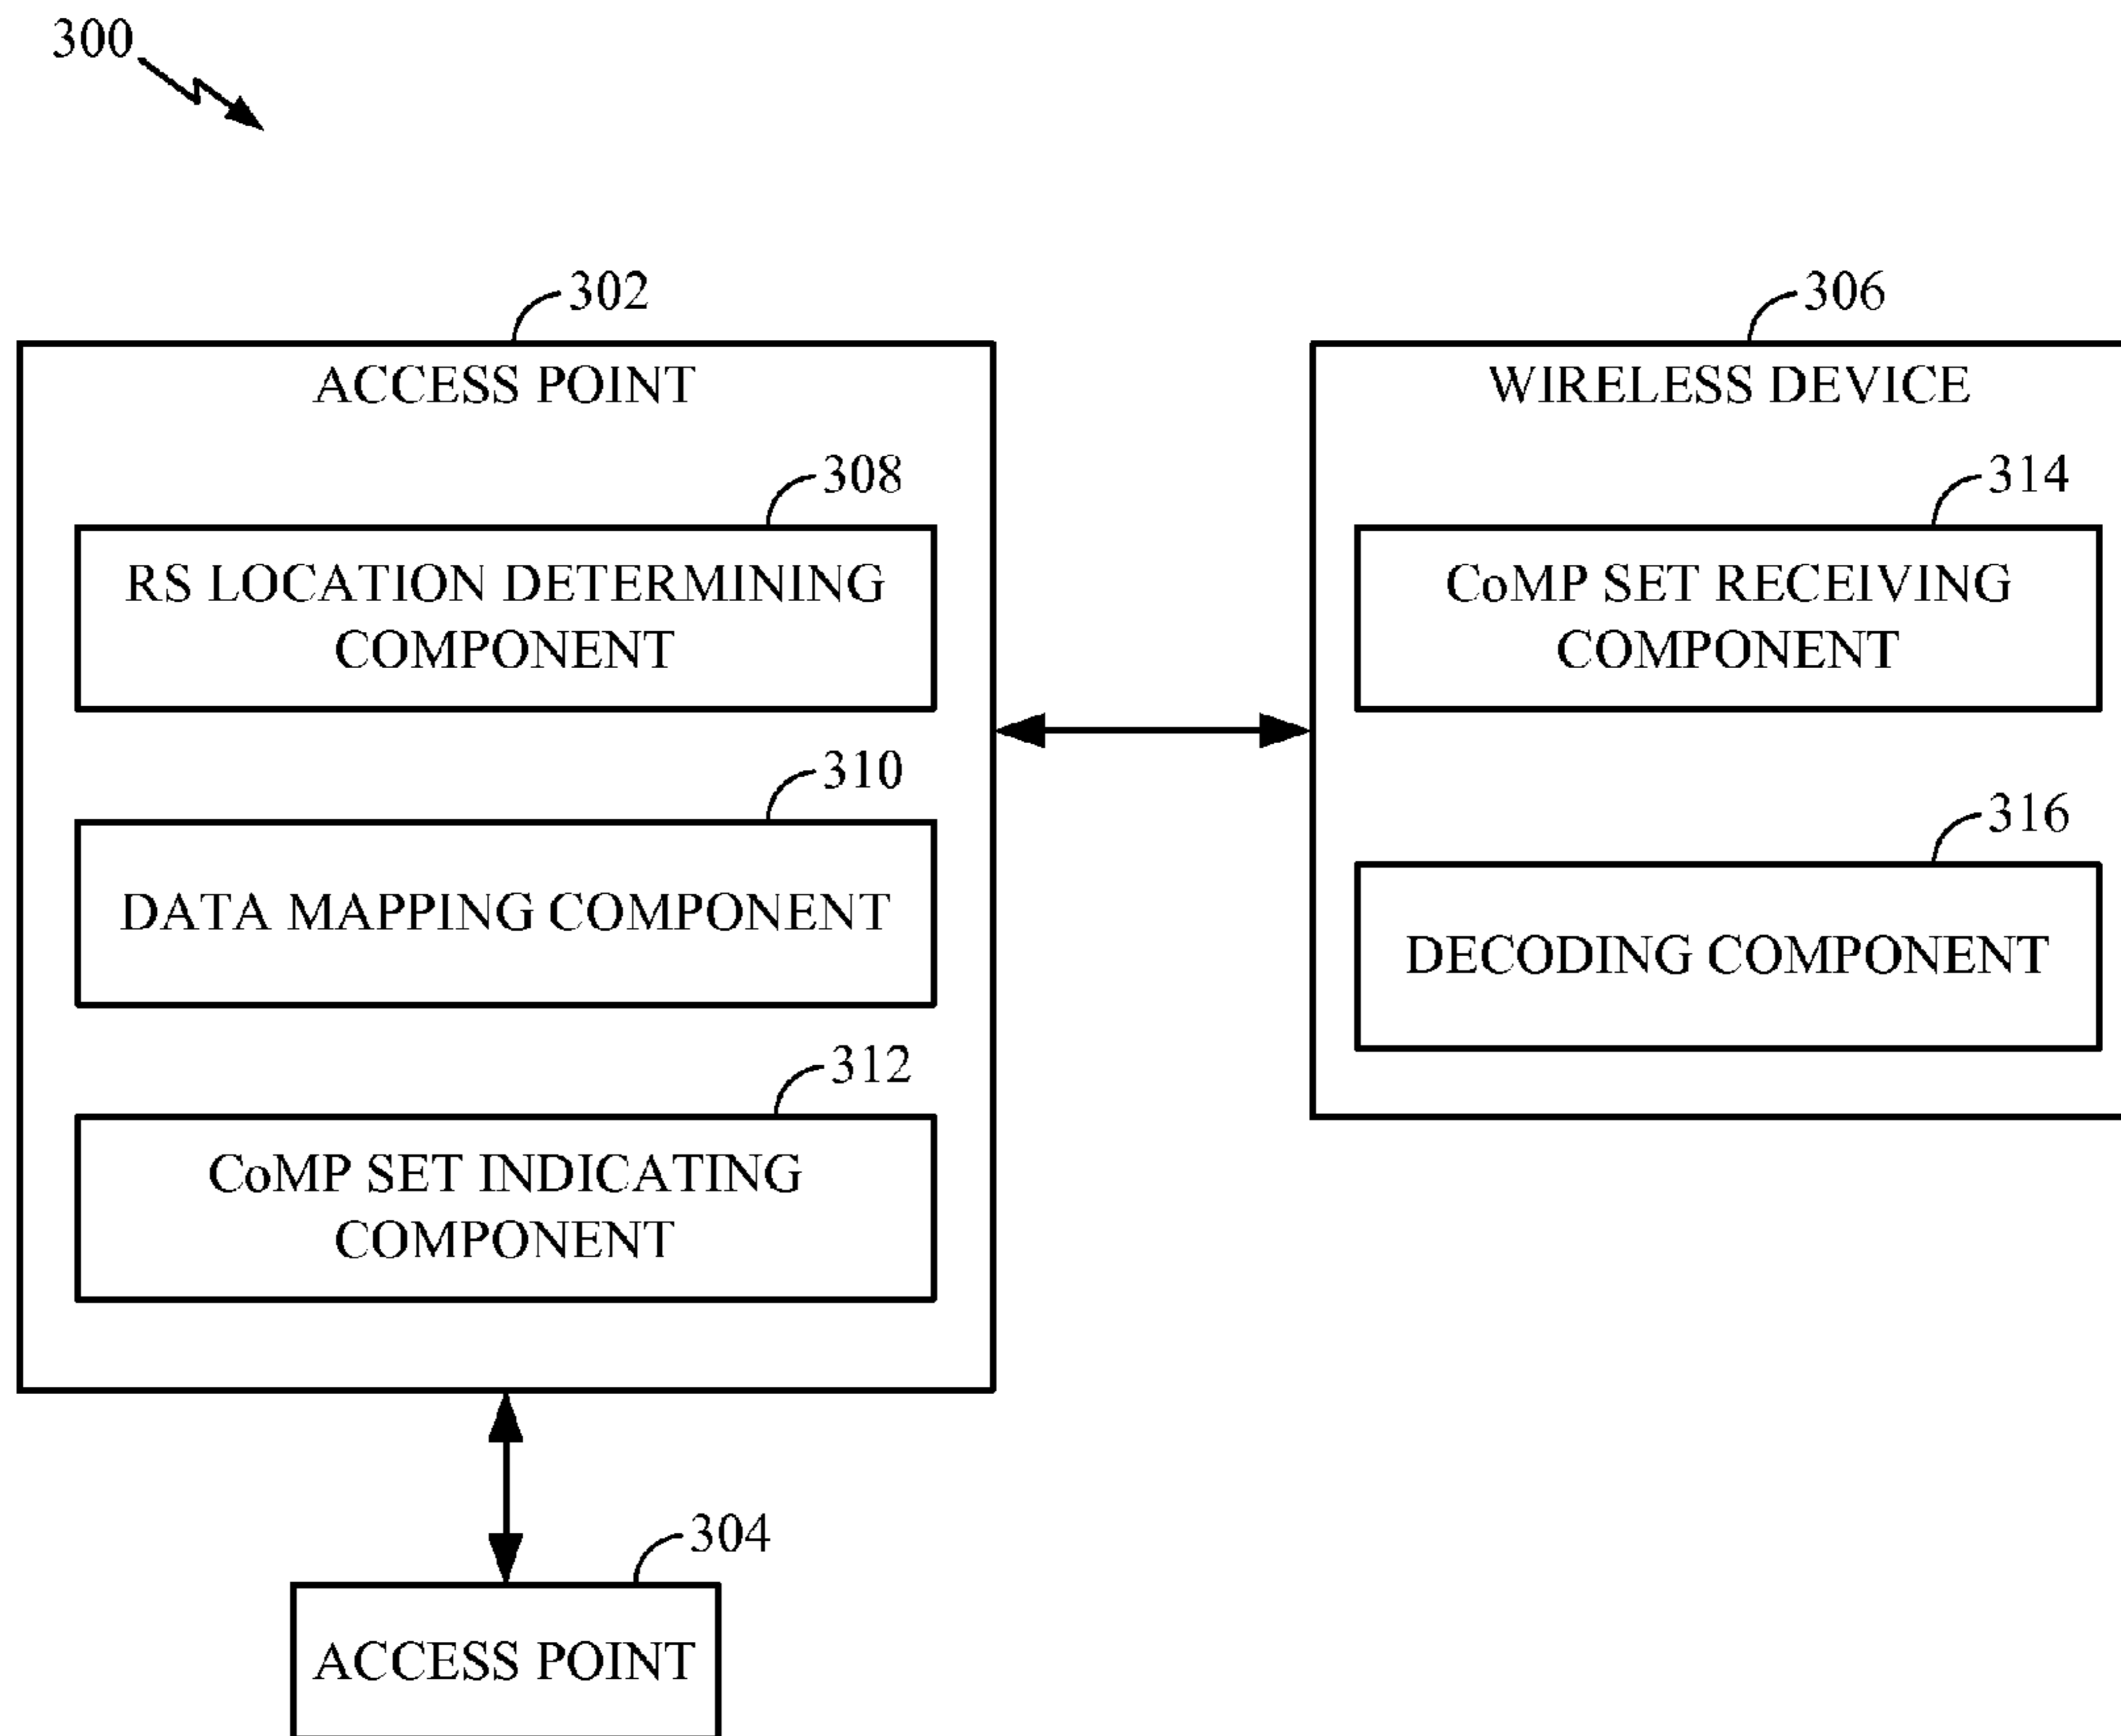 300
302
ACCESS POINT
308
RS LOCATION DETERMINING
COMPONENT
310
DATA MAPPING COMPONENT
312
CoMP SET INDICATING
COMPONENT
306
WIRELESS DEVICE
314
CoMP SET RECEIVING
COMPONENT
316
DECODING COMPONENT
304
ACCESS POINT